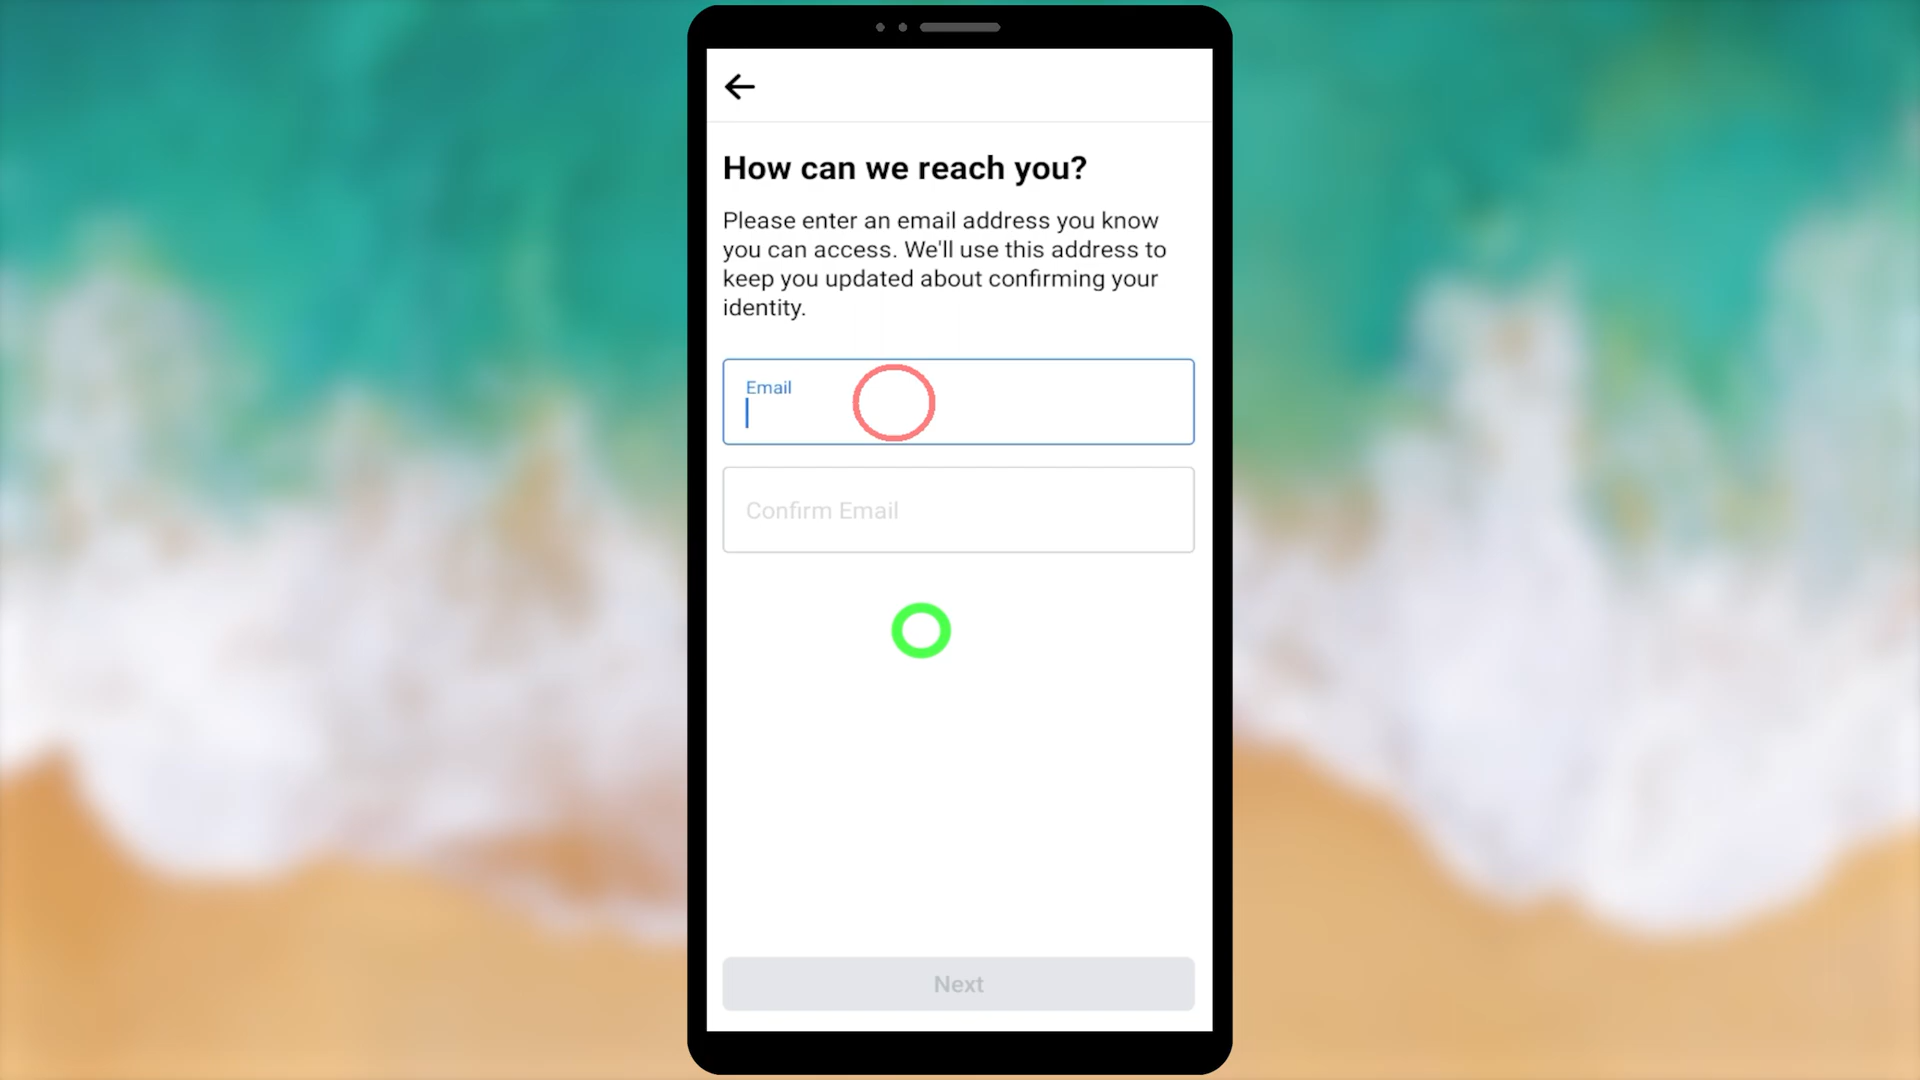 How can we reach you?
Please enter an email address you know
you can access. We'll use this address to
keep you updated about confirming your
identity.
Email
Confirm Email
Next